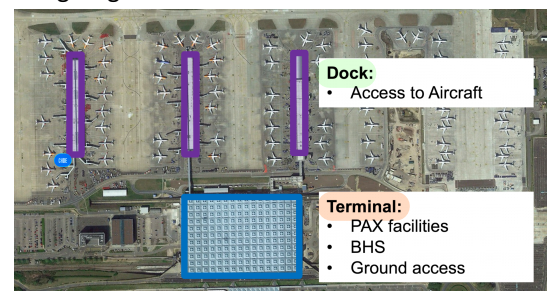 Dock:
• Access to Aircraft
Terminal:
• PAX facilities
• BHS
• Ground access